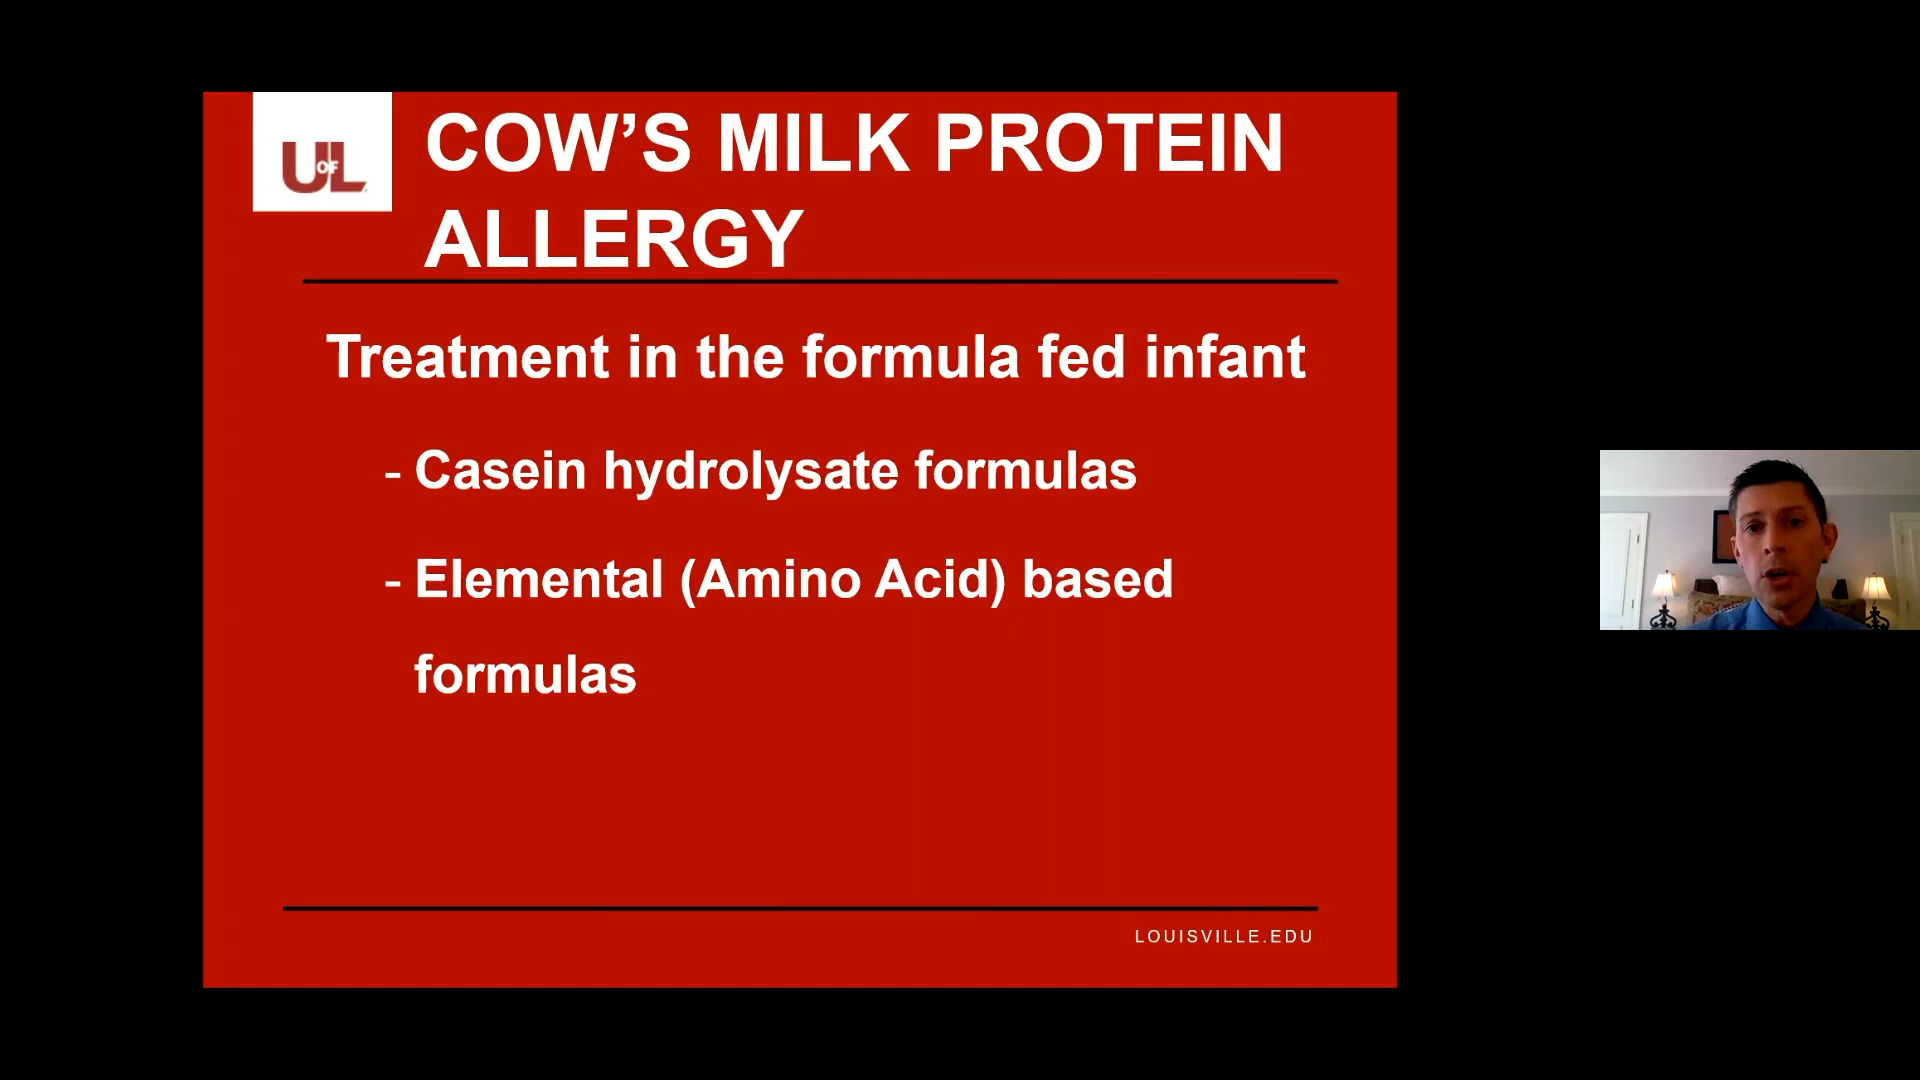 UofL
COW’S MILK PROTEIN
ALLERGY
Treatment in the formula fed infant
- Casein hydrolysate formulas
- Elemental (Amino Acid) based
formulas
LOUISVILLE.EDU